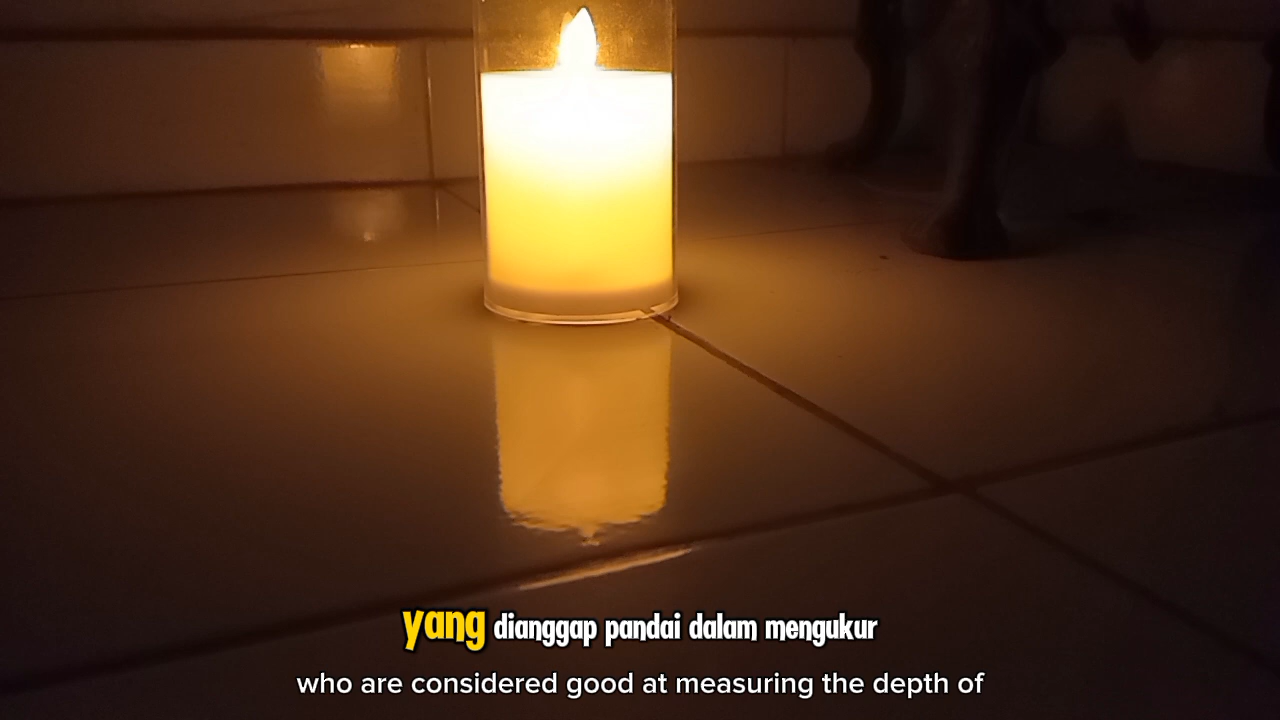 yang dianggap pandai dalam mengukur
who are considered good at measuring the depth of